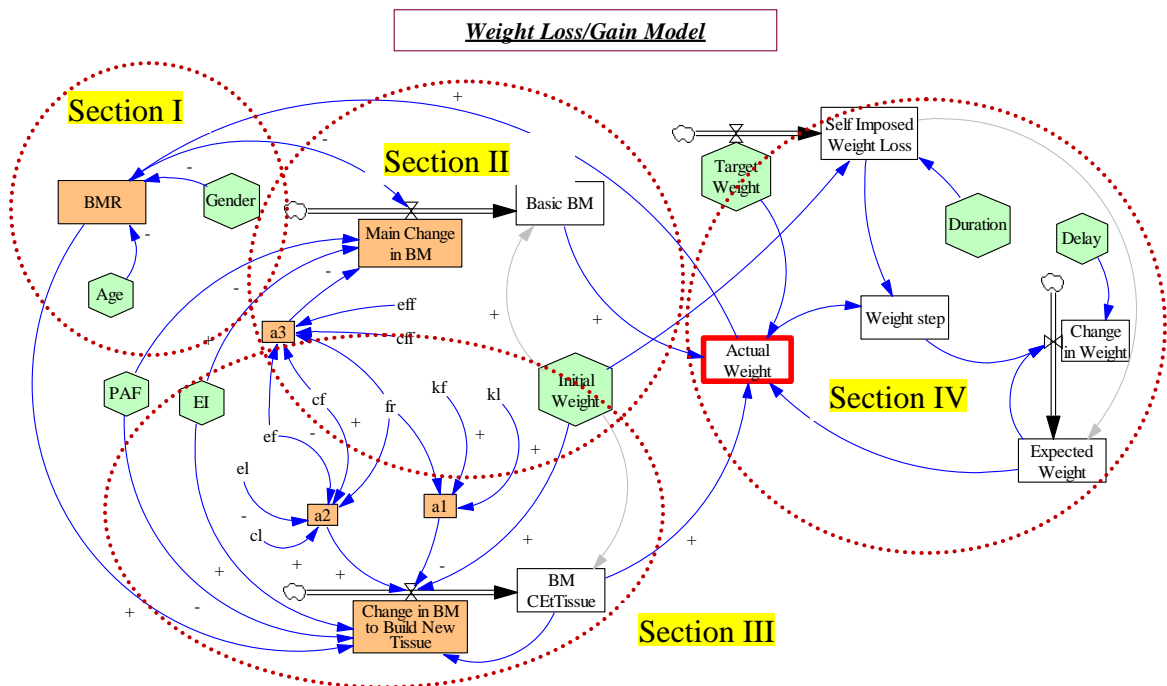 Weight Loss/Gain Model
Section I
+
Self Imposed
Weight Loss
-
Section II
Target
Weight
-
BMR
Gender
Basic BM
Duration
Delay
Main Change
in BM
-
-
Age
eff
-
+
+
Weight step
Change
in Weight
a3
cff
+
Actual
Weight
Initial
Weight
PAF
EI
cf
fr
kf
kl
Section IV
ef
-
+
+
+
+
Expected
Weight
el
a2
a1
-
cl
+
+
+
+
-
+
BM
CEtTissue
+
-
Change in BM
to Build New
Tissue
Section III